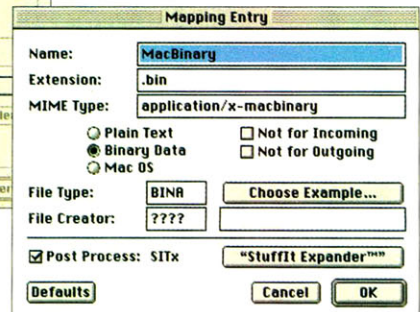 Mapping Entry
Name: MacBinary
Extension: .bin
MIME Type: application/x-macbinary
Plain Text
Not for Incoming
Binary Data
Not for Outgoing
Mac OS
File Type: BINA Choose Example...
File Creator: ????
Post Process: SITx "StuffIt Expander™"
Defaults Cancel OK